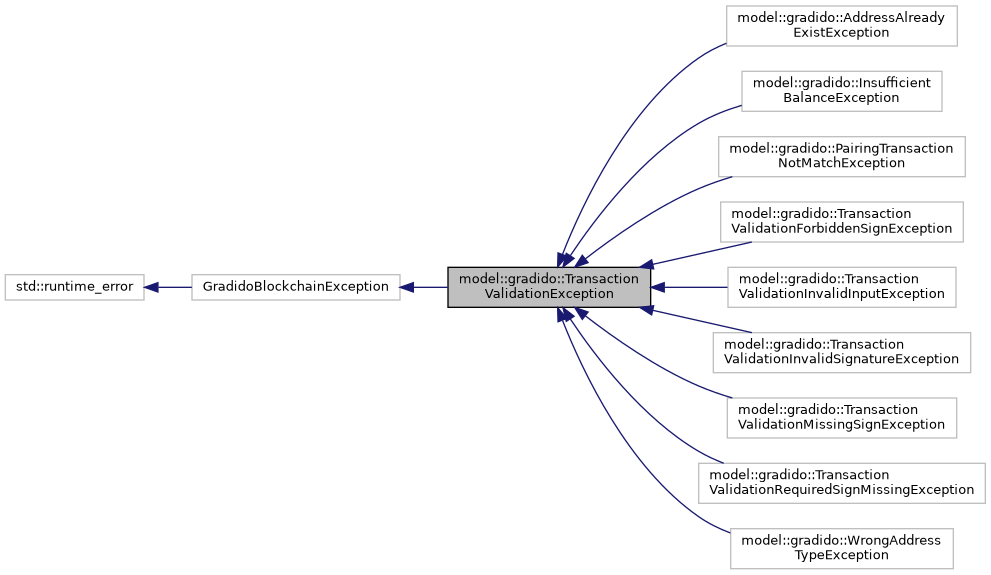 model::gradido::AddressAlready
ExistException
model::gradido::Insufficient
BalanceException
model::gradido::PairingTransaction
NotMatchException
model::gradido::Transaction
ValidationForbiddenSignException
std::runtime_error
GradidoBlockchainException
model::gradido::Transaction
ValidationException
model::gradido::Transaction
ValidationInvalidInputException
model::gradido::Transaction
ValidationInvalidSignatureException
model::gradido::Transaction
ValidationMissingSignException
model::gradido::Transaction
ValidationRequiredSignMissingException
model::gradido::WrongAddress
TypeException